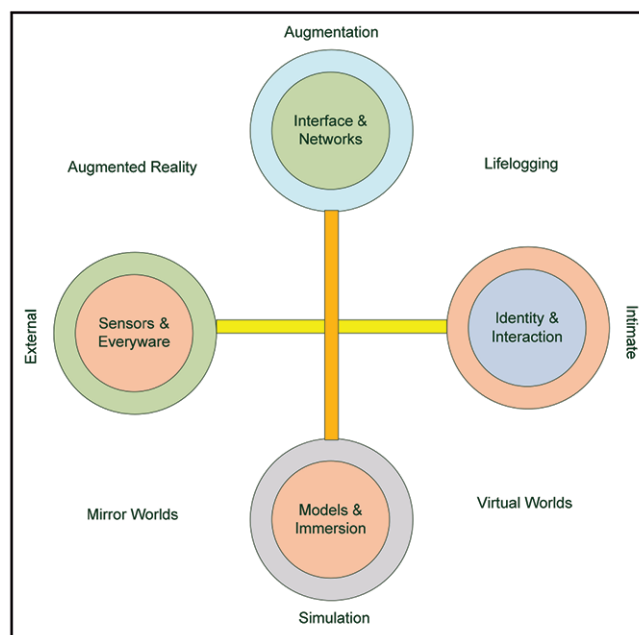 Augmentation
Interface &
Networks
Augmented Reality
Lifelogging
External
Sensors &
Everyware
Identity &
Interaction
Intimate
Mirror Worlds
Models &
Immersion
Virtual Worlds
Simulation